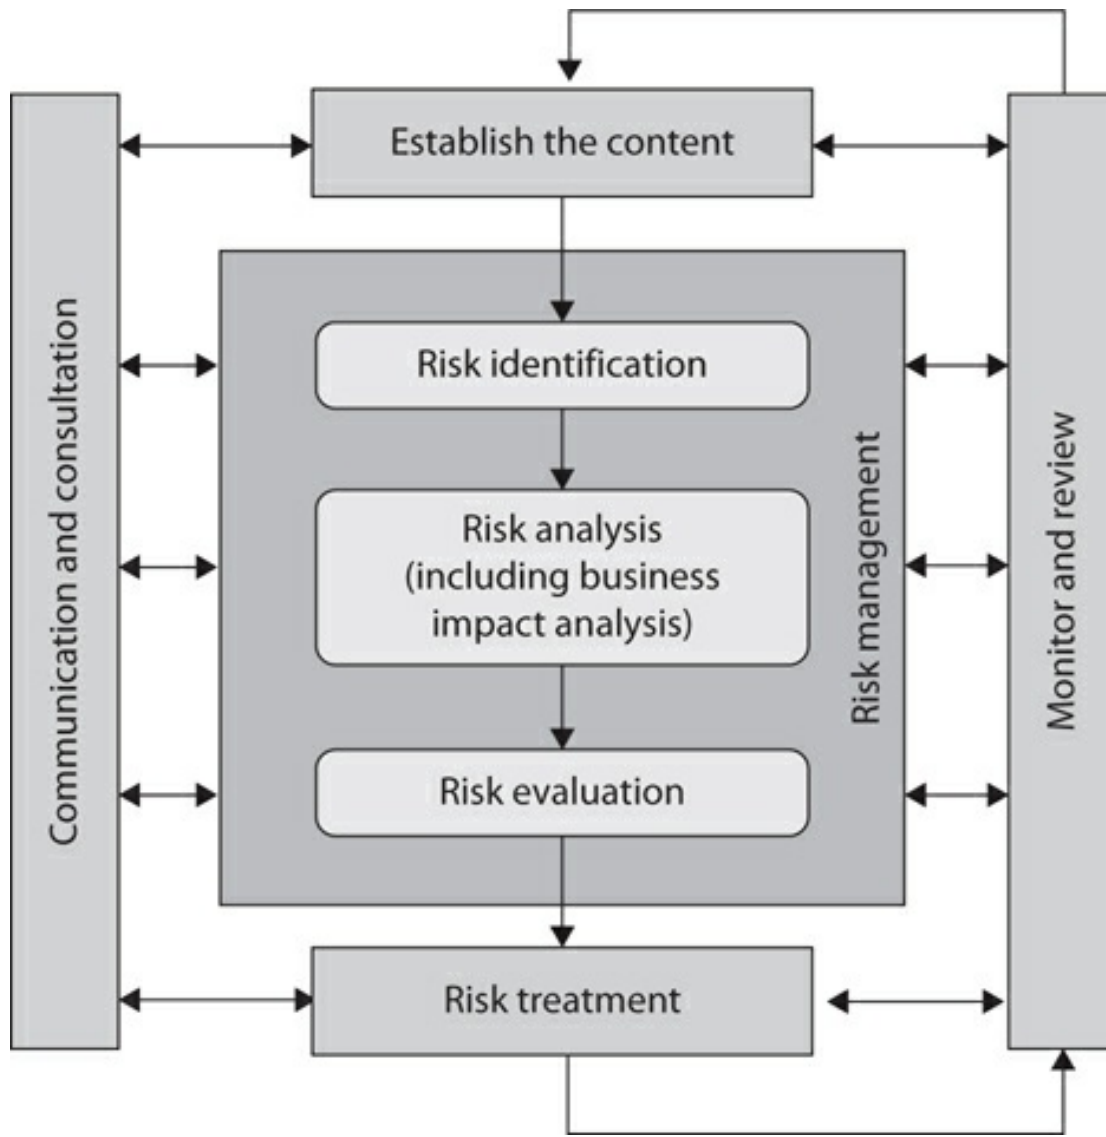 Establish the content
Communication and consultation
Risk identification
Risk analysis
(including business
impact analysis)
Risk evaluation
Risk management
Monitor and review
Risk treatment